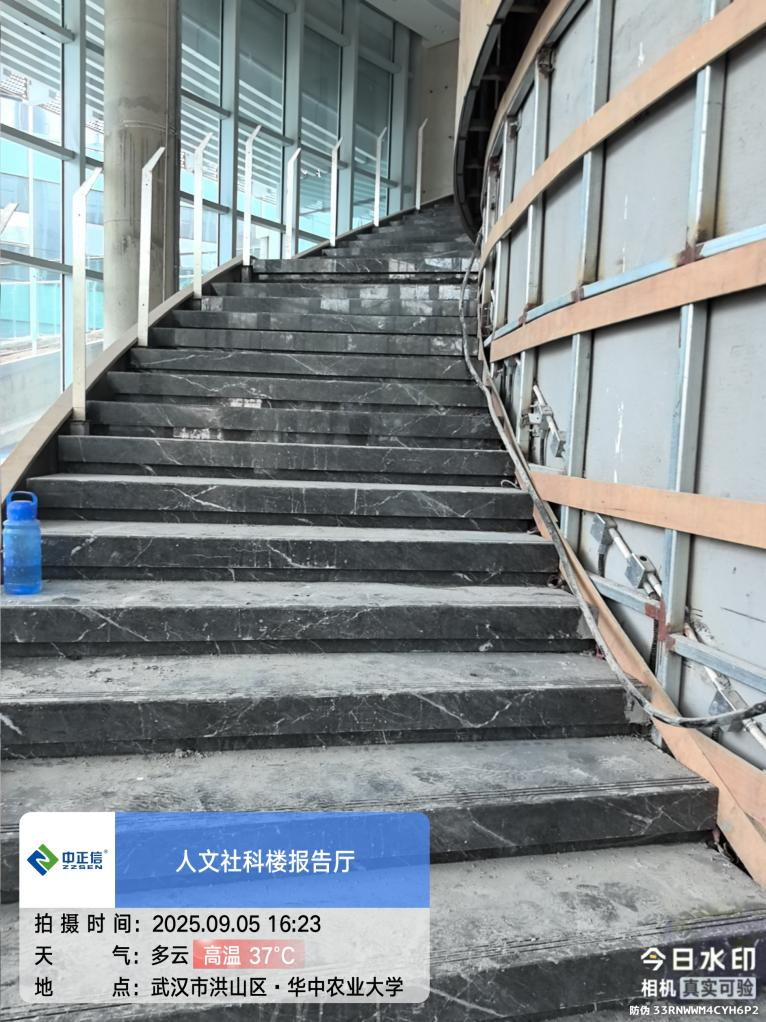 中正信®
ZZSEN
人文社科楼报告厅
拍摄时间：2025.09.05 16:23
天气：多云 高温 37°C
地点：武汉市洪山区·华中农业大学
今日水印
相机 真实可验
防伪 33RNWWM4CYH6P2